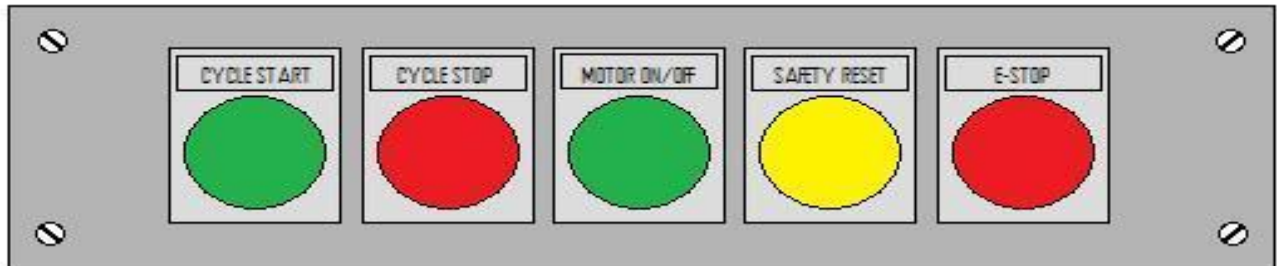 CYCLE START
CYCLE STOP
MOTOR ON/OFF
SAFETY RESET
E-STOP